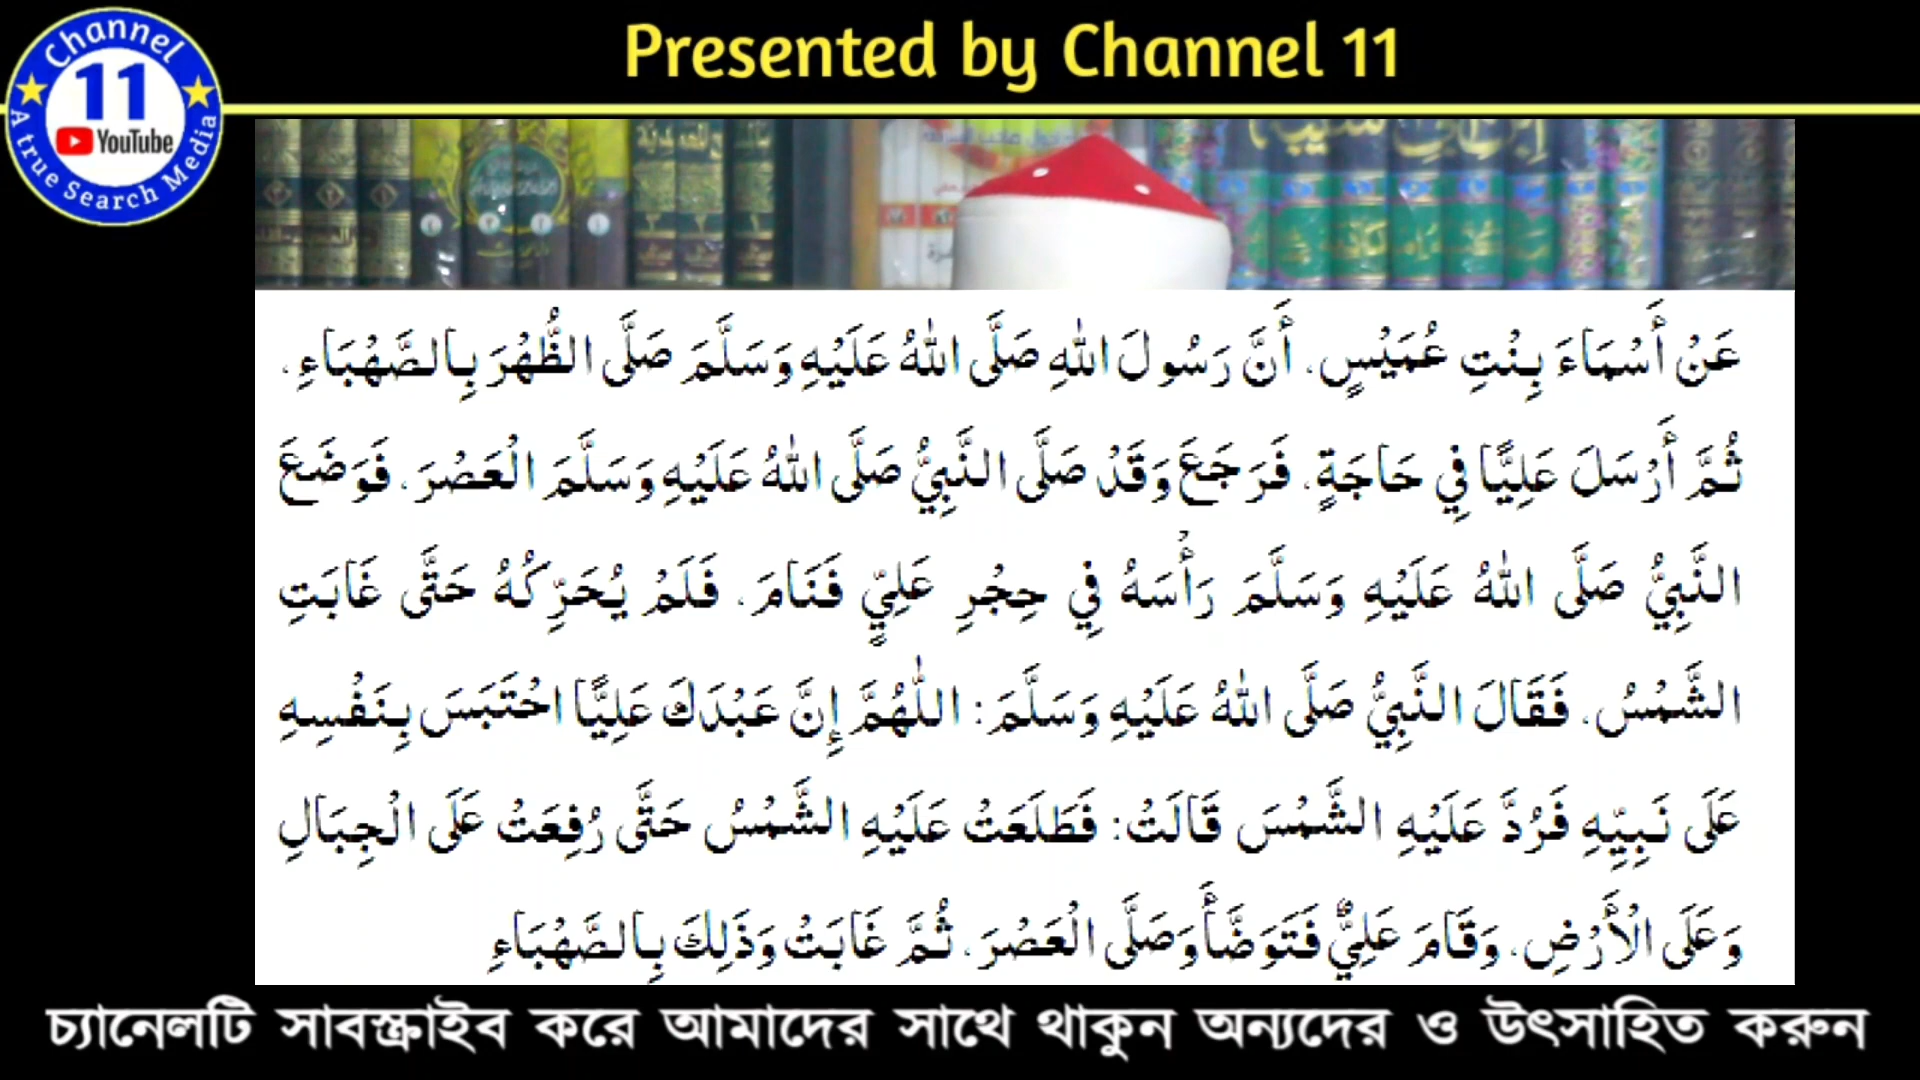 Presented by Channel 11
Channel
11
YouTube
A true Search Media
عَنْ أَسْمَاءَ بِنْتِ عُمَيْسٍ، أَنَّ رَسُولَ اللهِ صَلَّى اللهُ عَلَيْهِ وَسَلَّمَ صَلَّى الظُّهْرَ بِالصَّهْبَاءِ،
ثُمَّ أَرْسَلَ عَلِيًّا فِي حَاجَةٍ، فَرَجَعَ وَقَدْ صَلَّى النَّبِيُّ صَلَّى اللهُ عَلَيْهِ وَسَلَّمَ الْعَصْرَ، فَوَضَعَ
النَّبِيُّ صَلَّى اللهُ عَلَيْهِ وَسَلَّمَ رَأْسَهُ فِي حِجْرِ عَلِيٍّ فَنَامَ، فَلَمْ يُحَرِّكْهُ حَتَّى غَابَتِ
الشَّمْسُ، فَقَالَ النَّبِيُّ صَلَّى اللهُ عَلَيْهِ وَسَلَّمَ: اللَّهُمَّ إِنَّ عَبْدَكَ عَلِيًّا احْتَبَسَ بِنَفْسِهِ
عَلَى نَبِيِّهِ فَرُدَّ عَلَيْهِ الشَّمْسَ قَالَتْ: فَطَلَعَتْ عَلَيْهِ الشَّمْسُ حَتَّى رُفِعَتْ عَلَى الْجِبَالِ
وَعَلَى الْأَرْضِ، وَقَامَ عَلِيٌّ فَتَوَضَّأَ وَصَلَّى الْعَصْرَ، ثُمَّ غَابَتْ وَذَلِكَ بِالصَّهْبَاءِ
চ্যানেলটি সাবস্ক্রাইব করে আমাদের সাথে থাকুন অন্যদের ও উৎসাহিত করুন